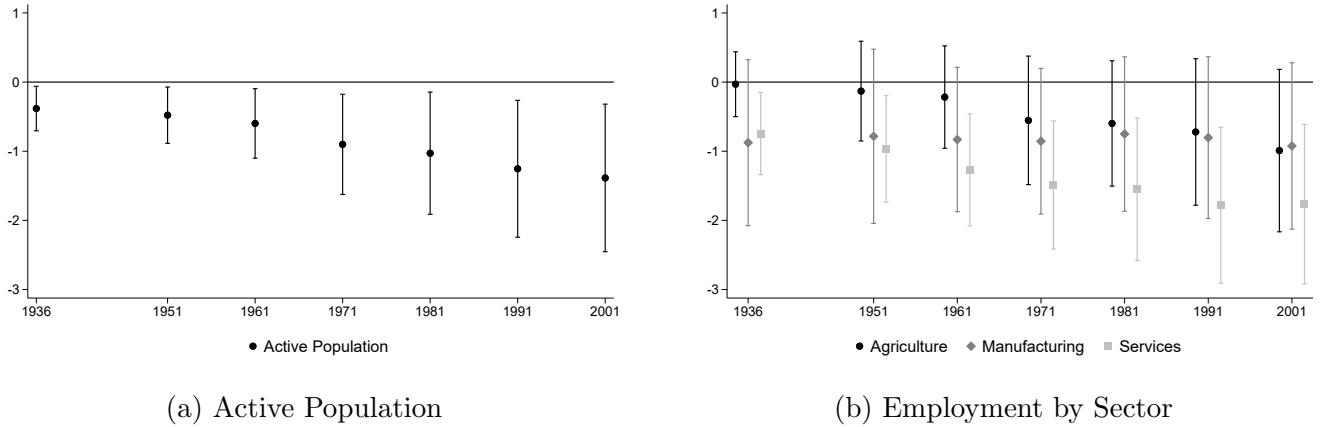 1
0
-1
-2
-3
1936 1951 1961 1971 1981 1991 2001
Active Population
(a) Active Population
1
0
-1
-2
-3
1936 1951 1961 1971 1981 1991 2001
Agriculture Manufacturing Services
(b) Employment by Sector